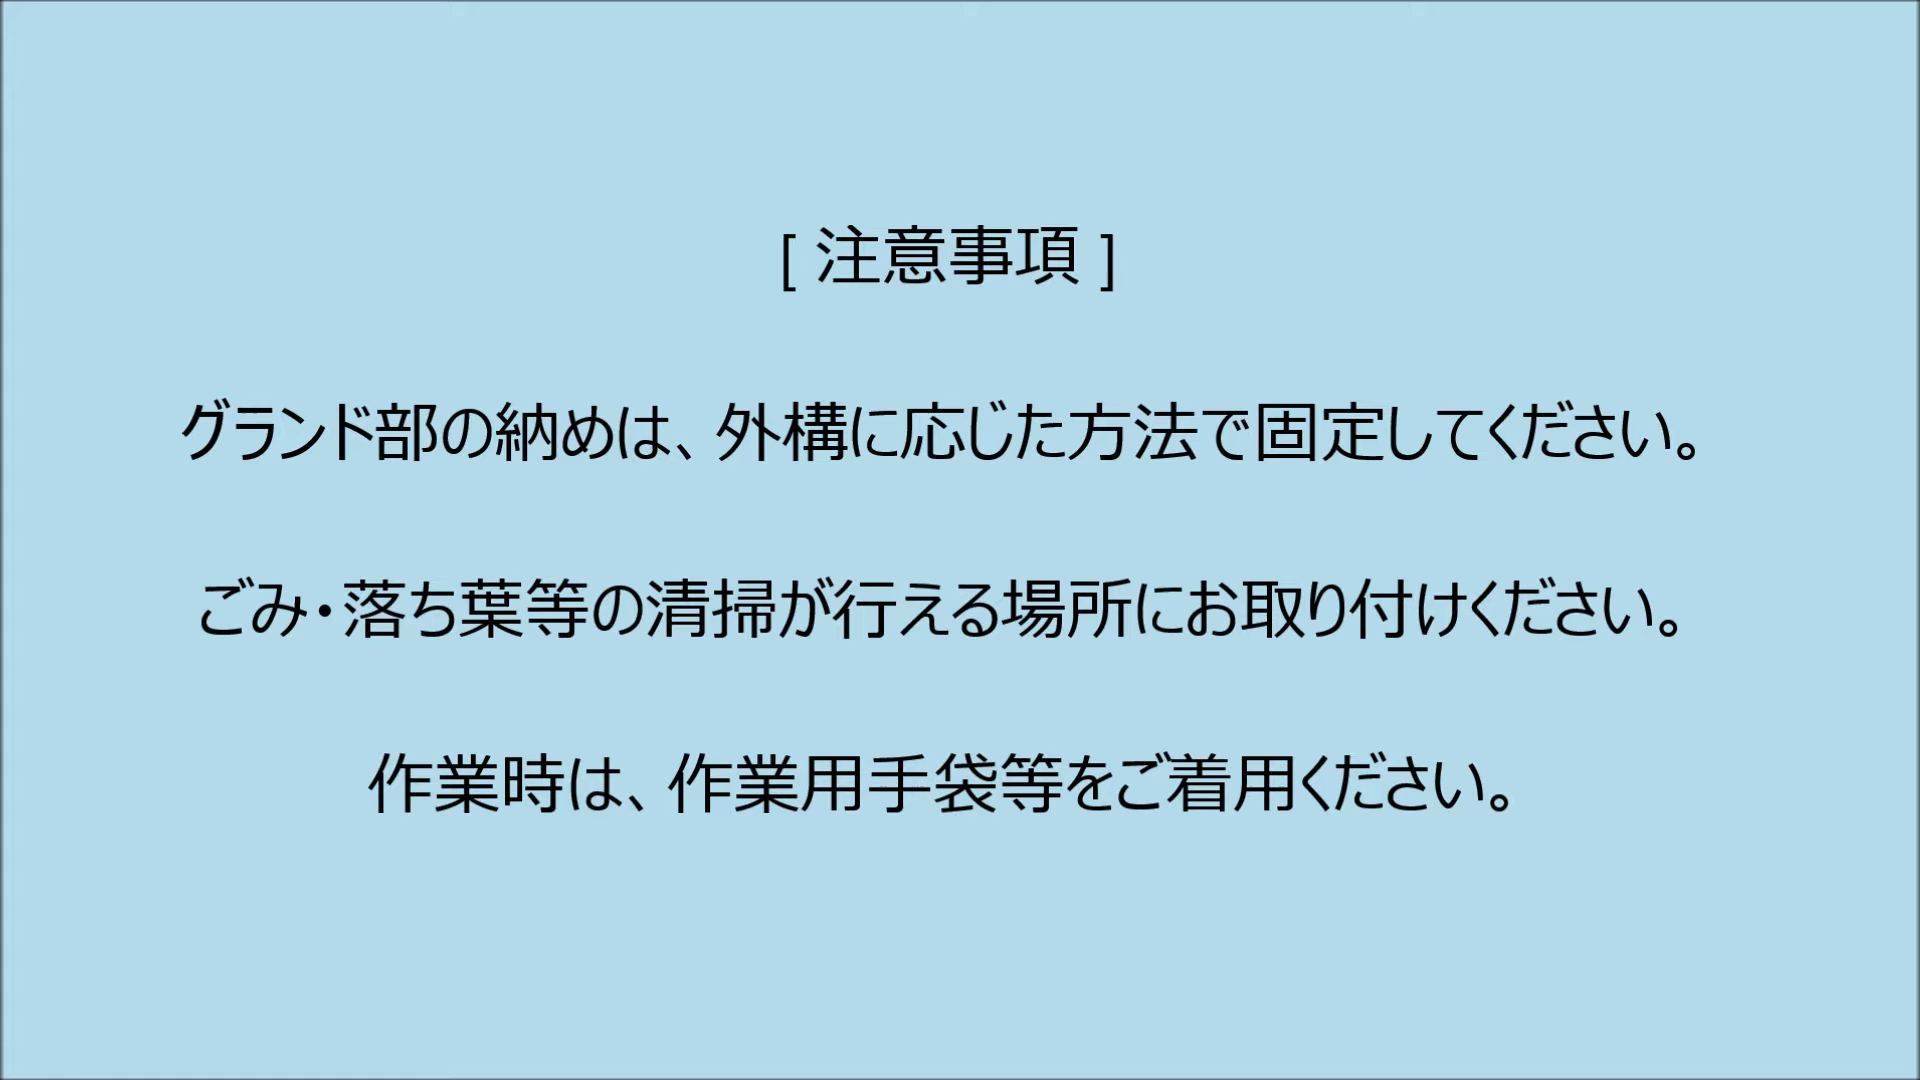 [ 注意事項 ]
グランド部の納めは、外構に応じた方法で固定してください。
ごみ・落ち葉等の清掃が行える場所にお取り付けください。
作業時は、作業用手袋等をご着用ください。